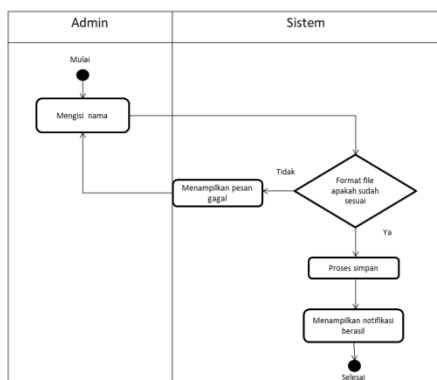 Admin
Sistem
Mulai
Mengisi nama
Format file
apakah sudah
sesuai
Tidak
Menampilkan pesan
gagal
Ya
Proses simpan
Menampilkan notifikasi
berasil
Selesai